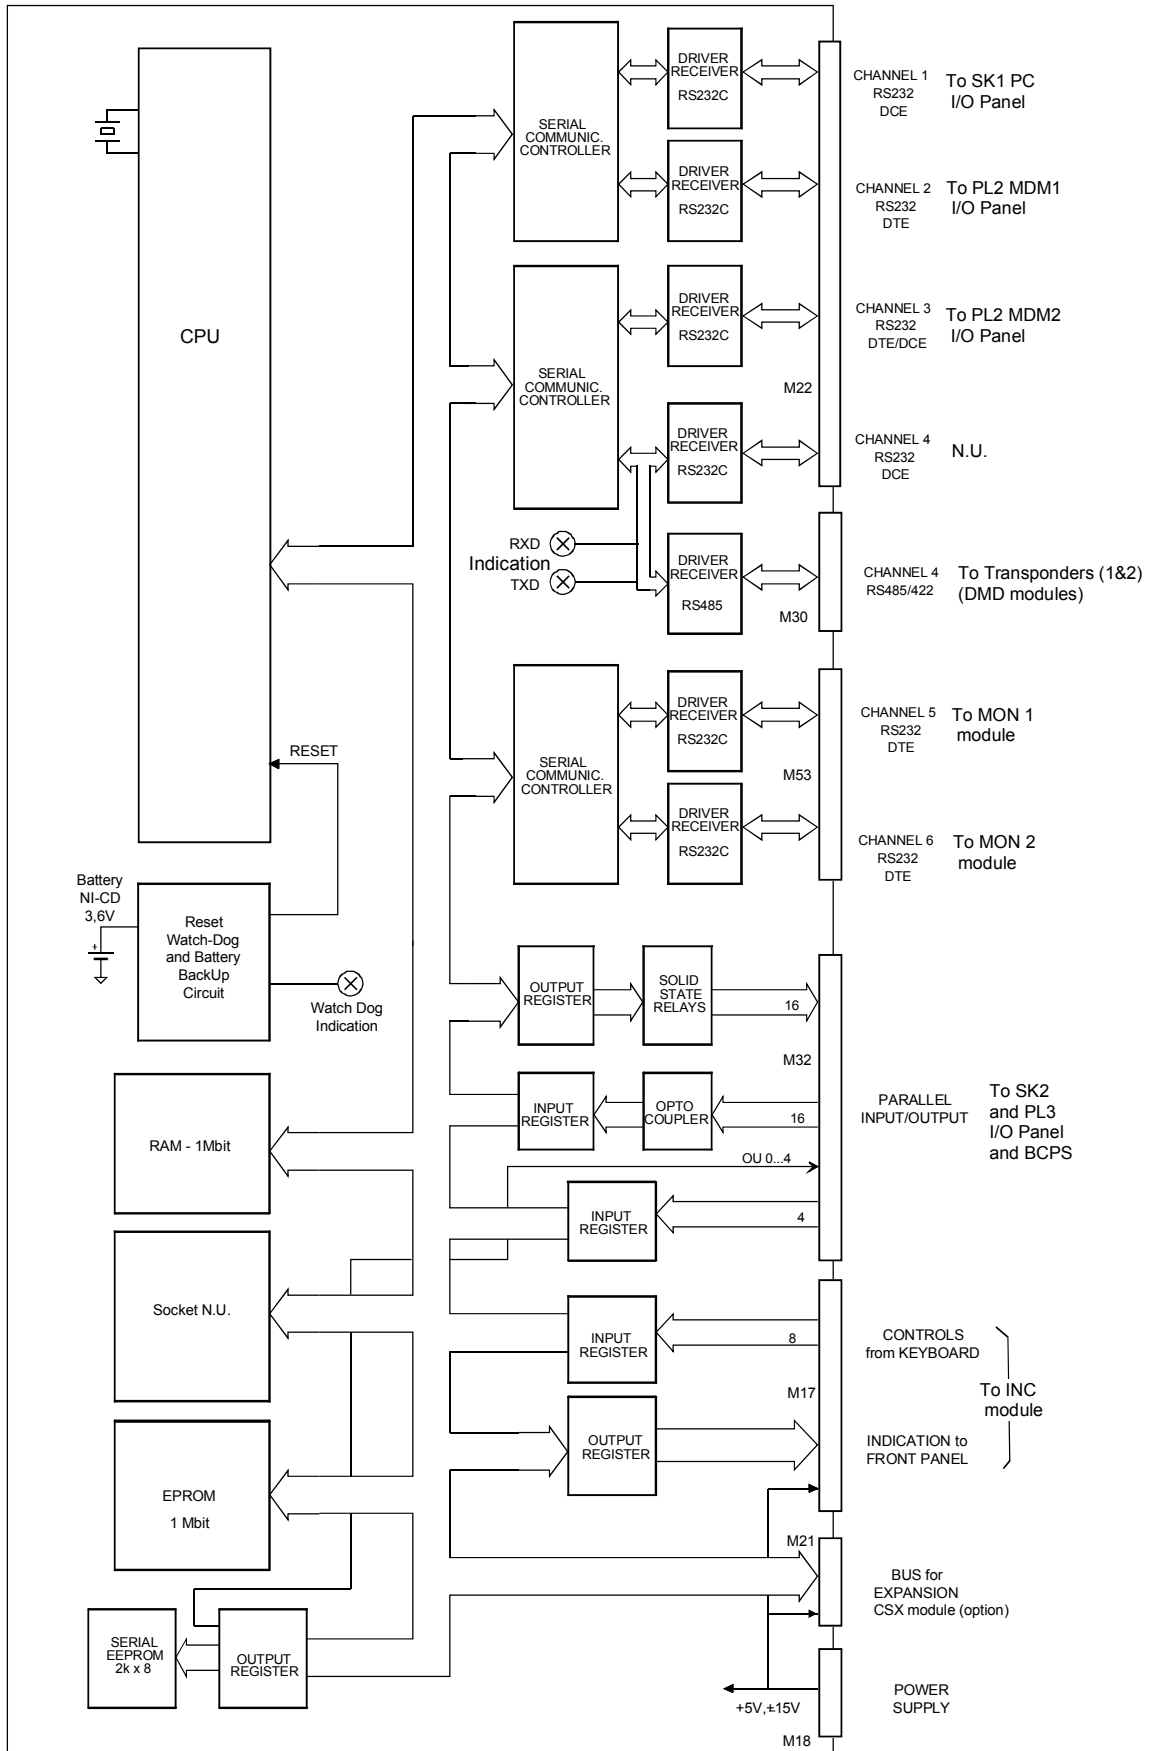 CPU
RESET
Battery
NI-CD
3,6V
+
Reset
Watch-Dog
and Battery
BackUp
Circuit
Watch Dog
Indication
RAM - 1Mbit
Socket N.U.
EPROM
1 Mbit
SERIAL
EEPROM
2k x 8
OUTPUT
REGISTER
SERIAL
COMMUNIC.
CONTROLLER
DRIVER
RECEIVER
RS232C
CHANNEL 1
RS232
DCE
To SK1 PC
I/O Panel
DRIVER
RECEIVER
RS232C
CHANNEL 2
RS232
DTE
To PL2 MDM1
I/O Panel
SERIAL
COMMUNIC.
CONTROLLER
DRIVER
RECEIVER
RS232C
CHANNEL 3
RS232
DTE/DCE
To PL2 MDM2
I/O Panel
M22
DRIVER
RECEIVER
RS232C
CHANNEL 4
RS232
DCE
N.U.
RXD
Indication
TXD
DRIVER
RECEIVER
RS485
M30
CHANNEL 4
RS485/422
To Transponders (1&2)
(DMD modules)
SERIAL
COMMUNIC.
CONTROLLER
DRIVER
RECEIVER
RS232C
CHANNEL 5
RS232
DTE
To MON 1
module
M53
DRIVER
RECEIVER
RS232C
CHANNEL 6
RS232
DTE
To MON 2
module
OUTPUT
REGISTER
SOLID
STATE
RELAYS
16
M32
INPUT
REGISTER
OPTO
COUPLER
16
PARALLEL
INPUT/OUTPUT
To SK2
and PL3
I/O Panel
and BCPS
OU 0...4
INPUT
REGISTER
4
INPUT
REGISTER
8
CONTROLS
from KEYBOARD
M17
To INC
module
OUTPUT
REGISTER
INDICATION to
FRONT PANEL
M21
BUS for
EXPANSION
CSX module (option)
+5V,±15V
POWER
SUPPLY
M18